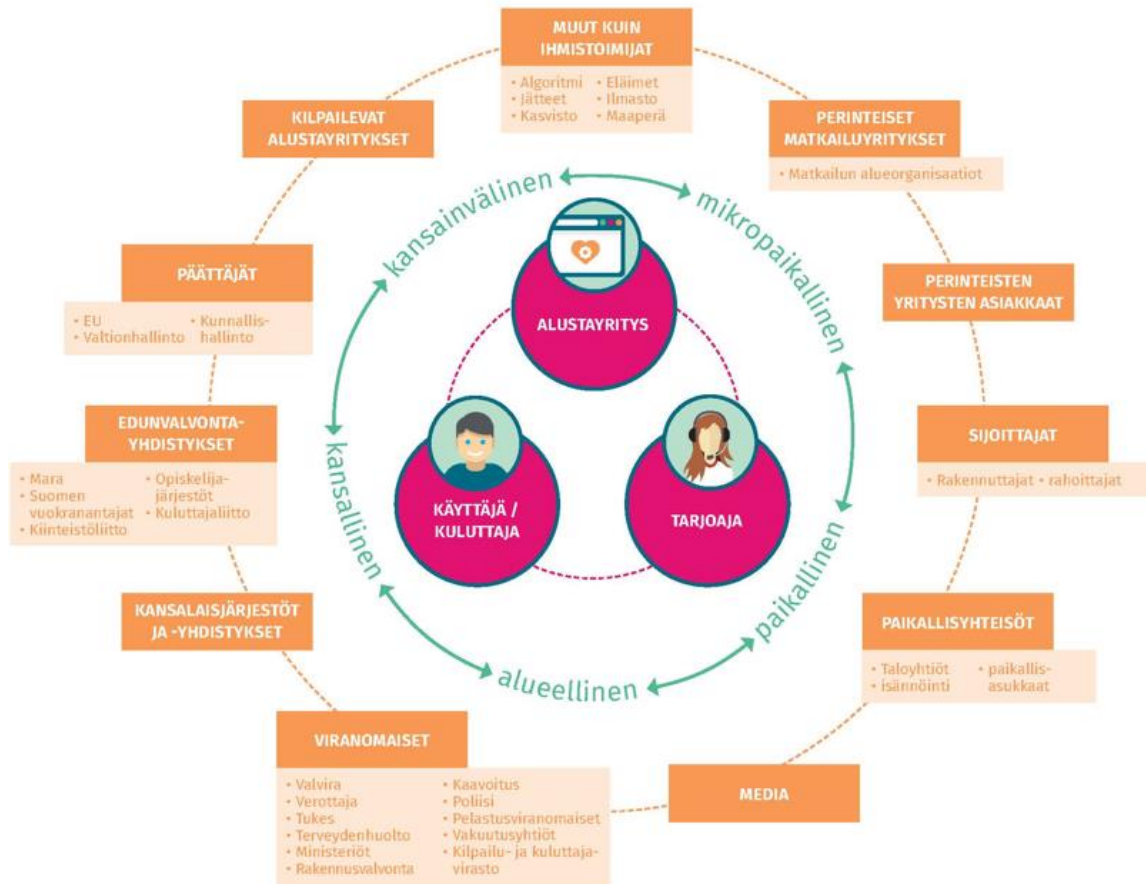 MUUT KUIN
IHMISTOIMIJAT
• Algoritmi
• Jätteet
• Kasvisto
• Eläimet
• Ilmasto
• Maaperä
KILPAILEVAT
ALUSTAYRITYKSET
PERINTEISET
MATKAILUYRITYKSET
• Matkailun alueorganisaatiot
kansainvälinen
mikropaikallinen
PÄÄTTÄJÄT
• EU
• Valtionhallinto
• Kunnallis-
hallinto
ALUSTAYRITYS
PERINTEISTEN
YRITYSTEN ASIAKKAAT
EDUNVALVONTA-
YHDISTYKSET
• Mara
• Suomen
vuokranantajat
• Kiinteistöliitto
• Opiskelija-
järjestöt
• Kuluttajaliitto
kansallinen
KÄYTTÄJÄ /
KULUTTAJA
TARJOAJA
paikallinen
SIJOITTAJAT
• Rakennuttajat • rahoittajat
KANSALAISJÄRJESTÖT
JA -YHDISTYKSET
alueellinen
PAIKALLISYHTEISÖT
• Taloyhtiöt
• isännöinti
• paikallis-
asukkaat
VIRANOMAISET
• Valvira
• Verottaja
• Tukes
• Terveydenhuolto
• Ministeriöt
• Rakennusvalvonta
• Kaavoitus
• Poliisi
• Pelastusviranomaiset
• Vakuutusyhtiöt
• Kilpailu- ja kuluttaja-
virasto
MEDIA